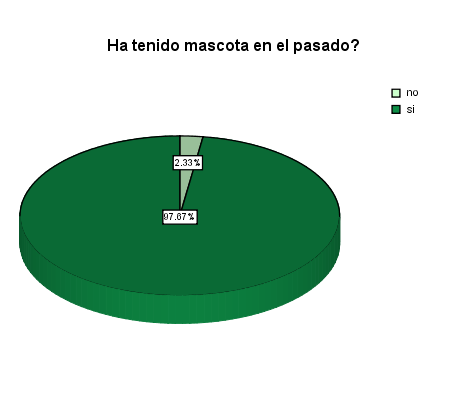 Ha tenido mascota en el pasado?
no
si
2.33%
97.67%